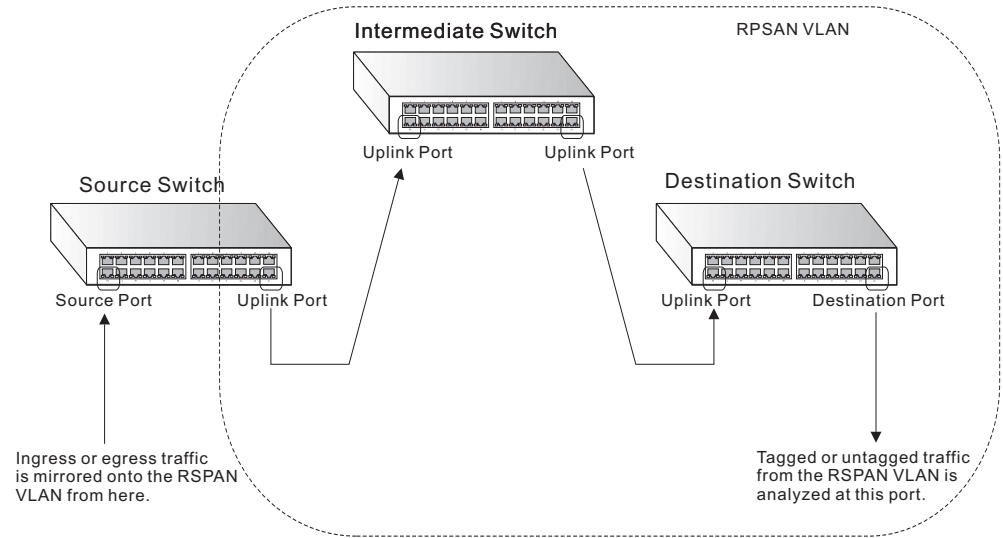 Intermediate Switch
RPSAN VLAN
Uplink Port
Uplink Port
Source Switch
Destination Switch
Source Port
Uplink Port
Uplink Port
Destination Port
Ingress or egress traffic
is mirrored onto the RSPAN
VLAN from here.
Tagged or untagged traffic
from the RSPAN VLAN is
analyzed at this port.